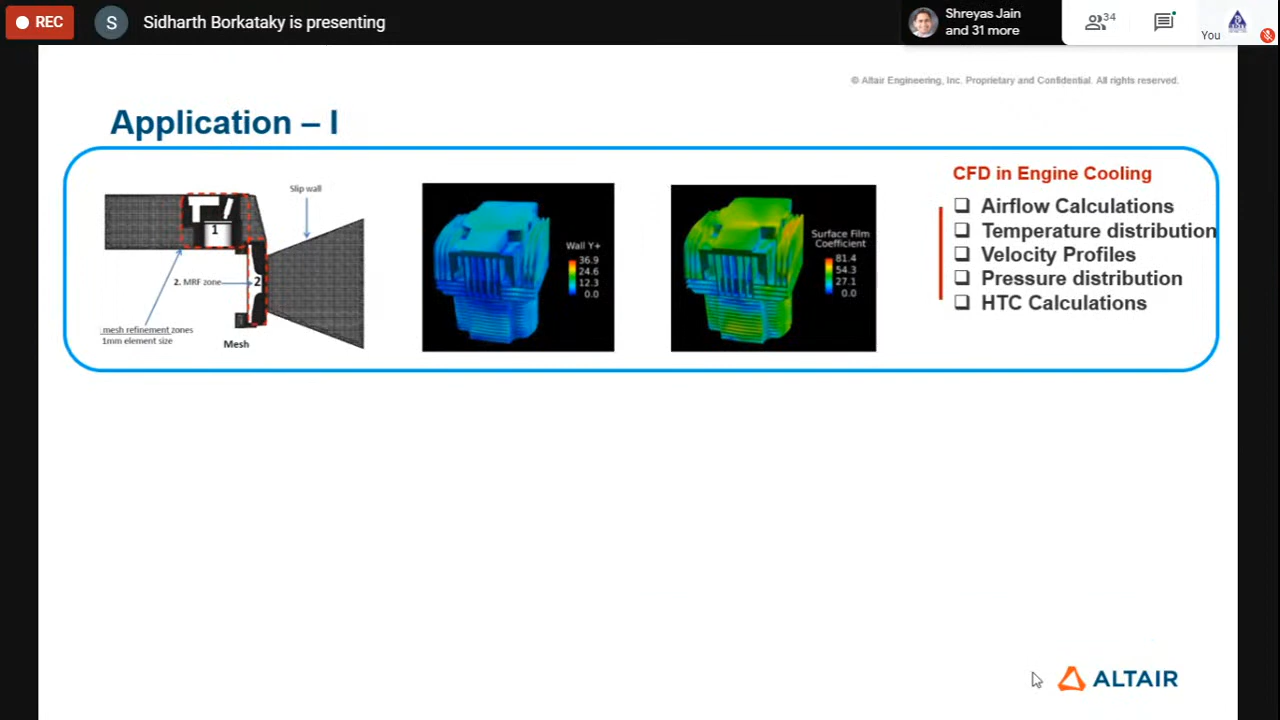 REC
S
Sidharth Borkataky is presenting
Shreyas Jain
and 31 more
34
You
© Altair Engineering, Inc. Proprietary and Confidential. All rights reserved.
Application – I
Slip wall
1
2. MRF zone
2
mesh refinement zones
1mm element size
Mesh
Wall Y+
36.9
24.6
12.3
0.0
Surface Film
Coefficient
81.4
54.3
27.1
0.0
CFD in Engine Cooling
Airflow Calculations
Temperature distribution
Velocity Profiles
Pressure distribution
HTC Calculations
ALTAIR